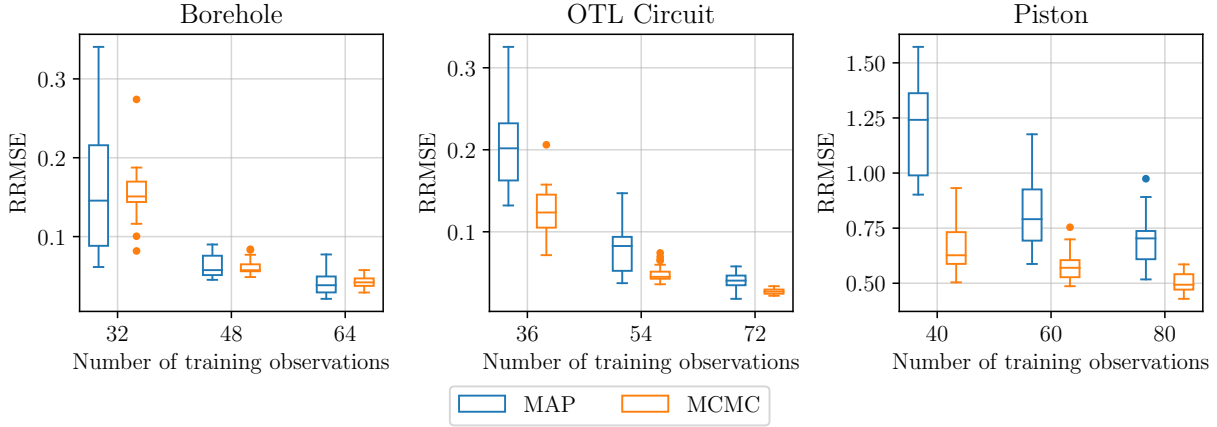 Borehole
RRMSE
0.3
0.2
0.1
32 48 64
Number of training observations
OTL Circuit
RRMSE
0.3
0.2
0.1
36 54 72
Number of training observations
Piston
RRMSE
1.50
1.25
1.00
0.75
0.50
40 60 80
Number of training observations
MAP MCMC